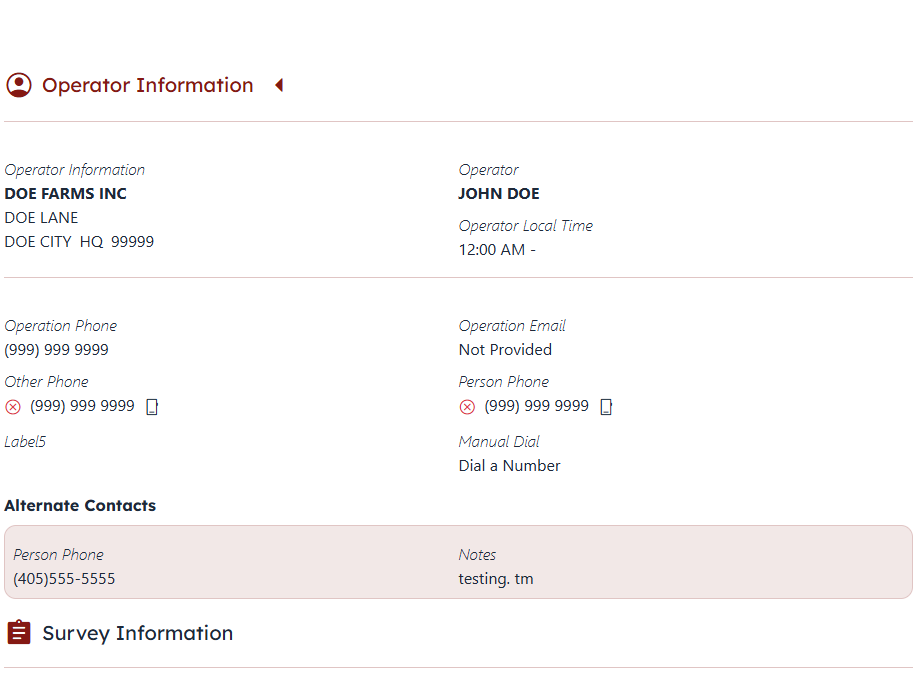 Operator Information
Operator Information
DOE FARMS INC
DOE LANE
DOE CITY HQ 99999
Operator
JOHN DOE
Operator Local Time
12:00 AM -
Operation Phone
(999) 999 9999
Operation Email
Not Provided
Other Phone
(999) 999 9999
Person Phone
(999) 999 9999
Label5
Manual Dial
Dial a Number
Alternate Contacts
Person Phone
(405)555-5555
Notes
testing. tm
Survey Information